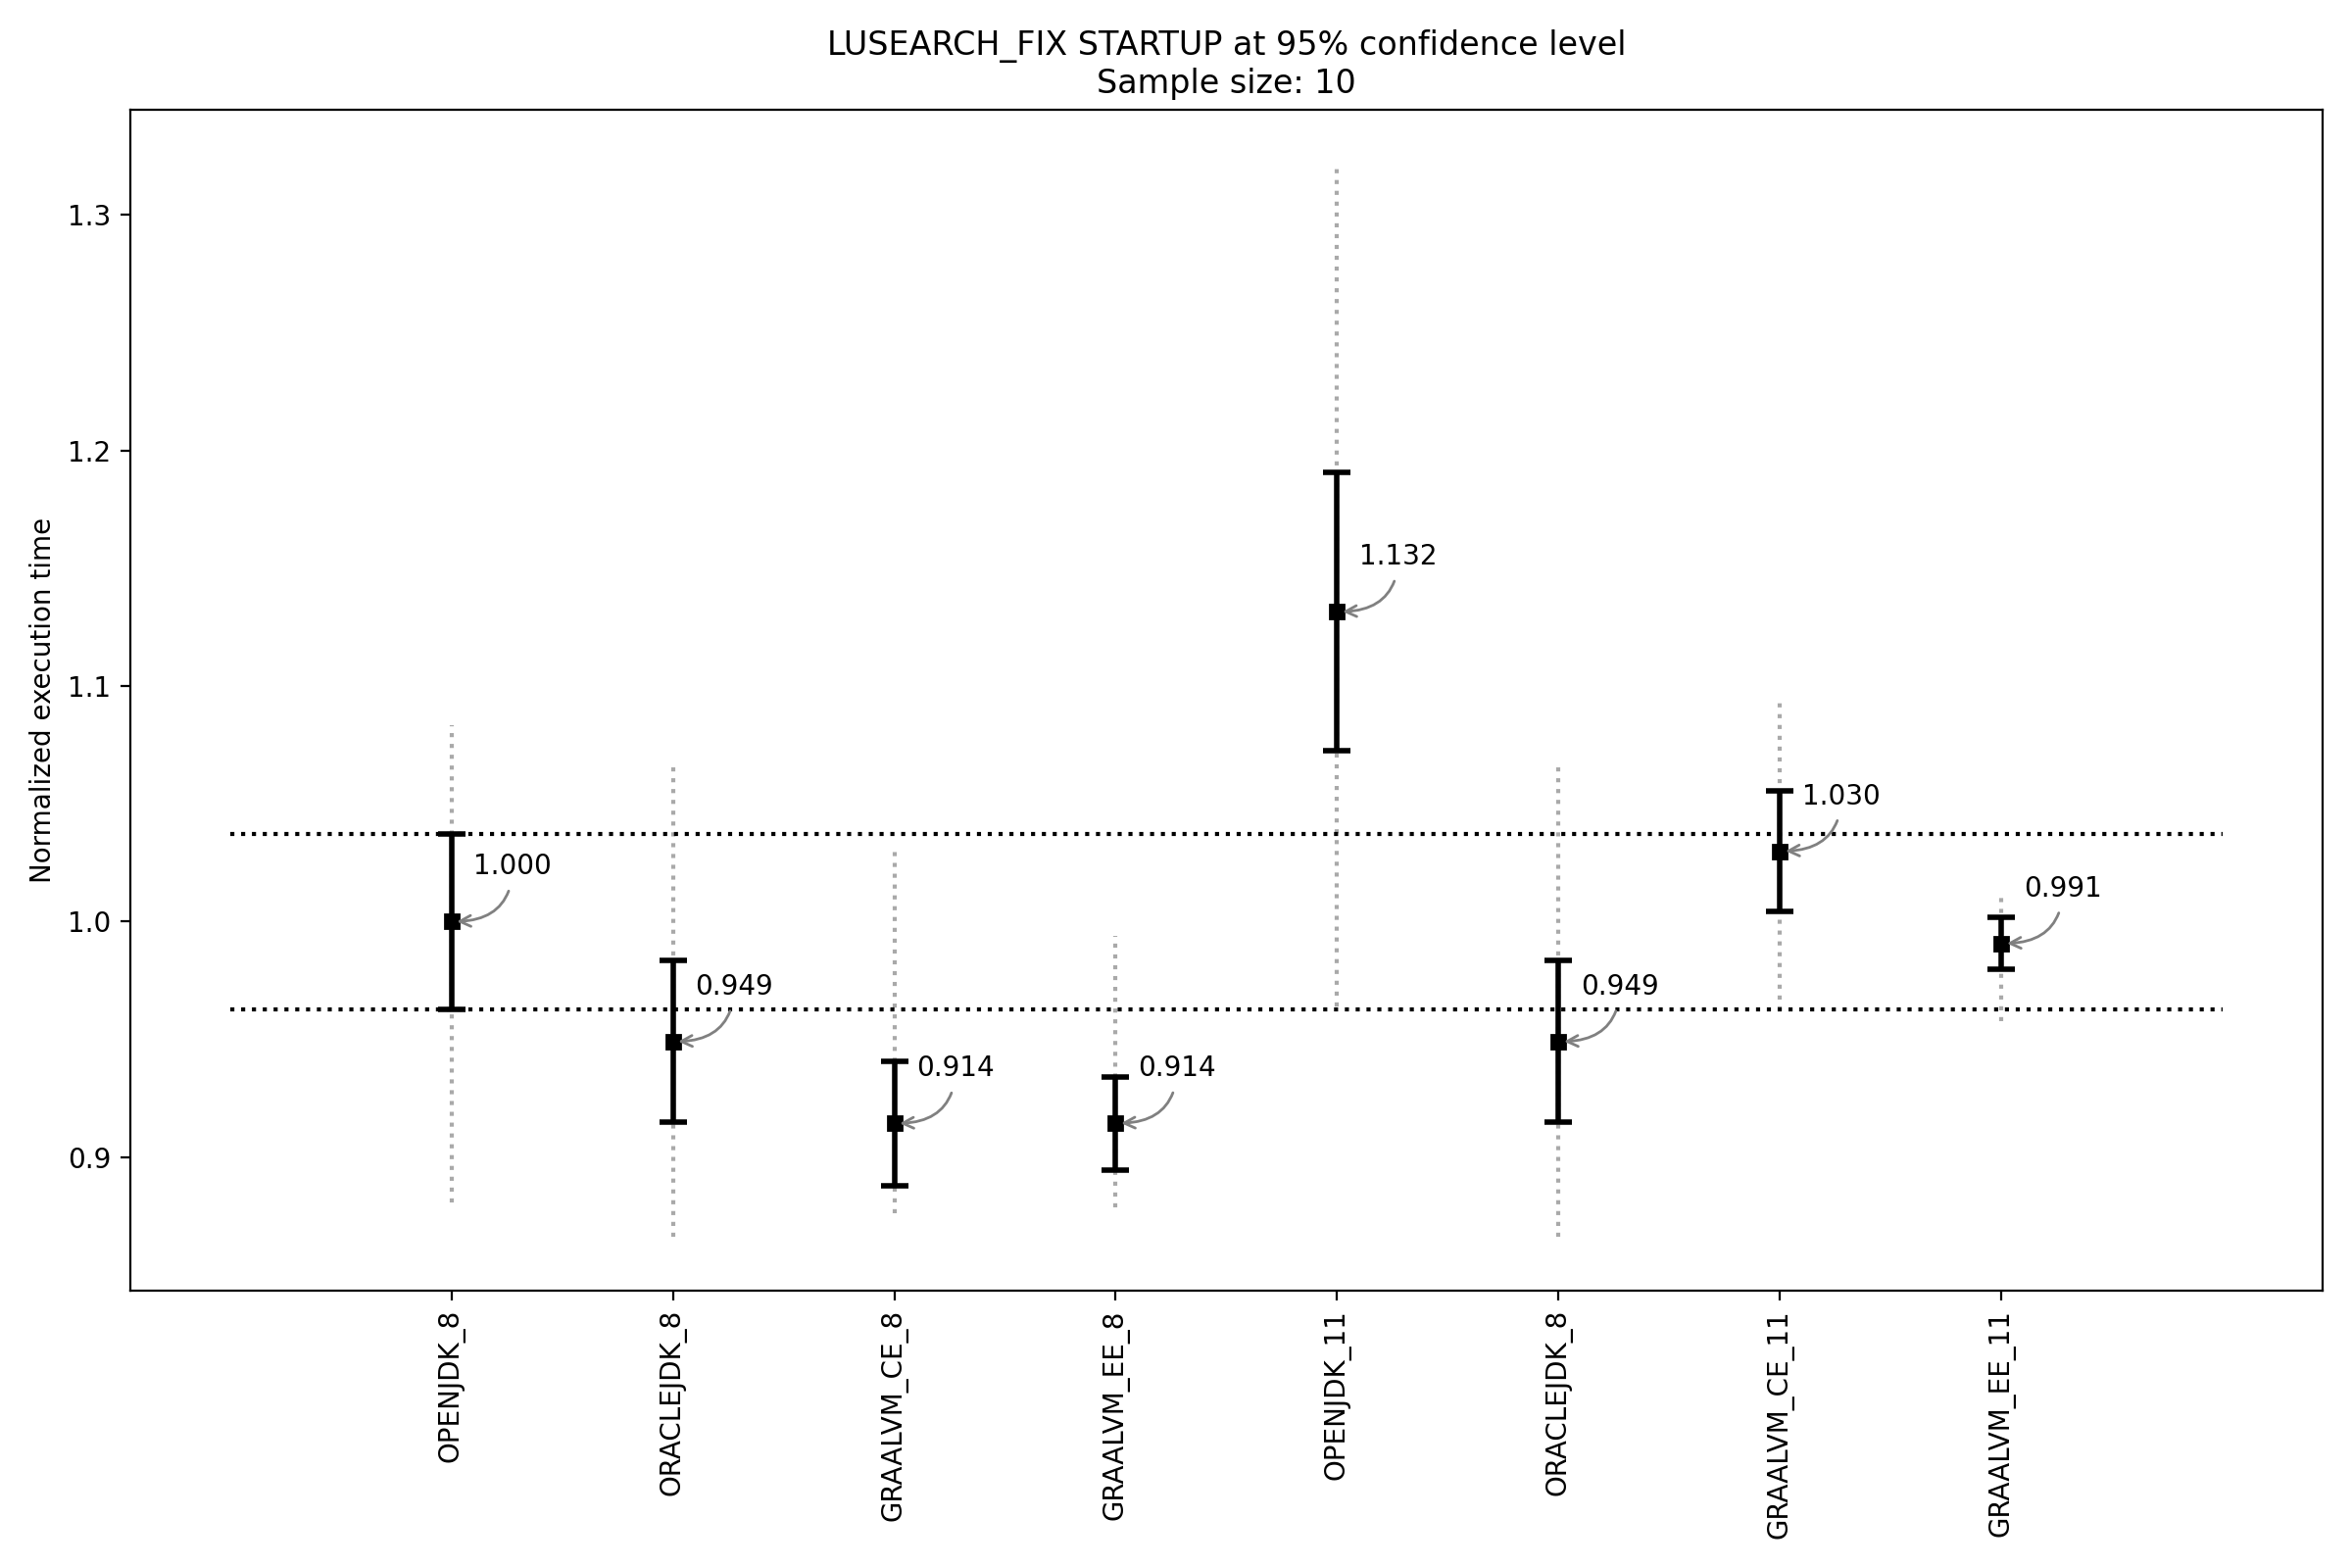 LUSEARCH_FIX STARTUP at 95% confidence level
Sample size: 10
Normalized execution time
1.3
1.2
1.1
1.0
0.9
1.000
0.949
0.914
0.914
1.132
0.949
1.030
0.991
OPENJDK_8
ORACLEJDK_8
GRAALVM_CE_8
GRAALVM_EE_8
OPENJDK_11
ORACLEJDK_8
GRAALVM_CE_11
GRAALVM_EE_11